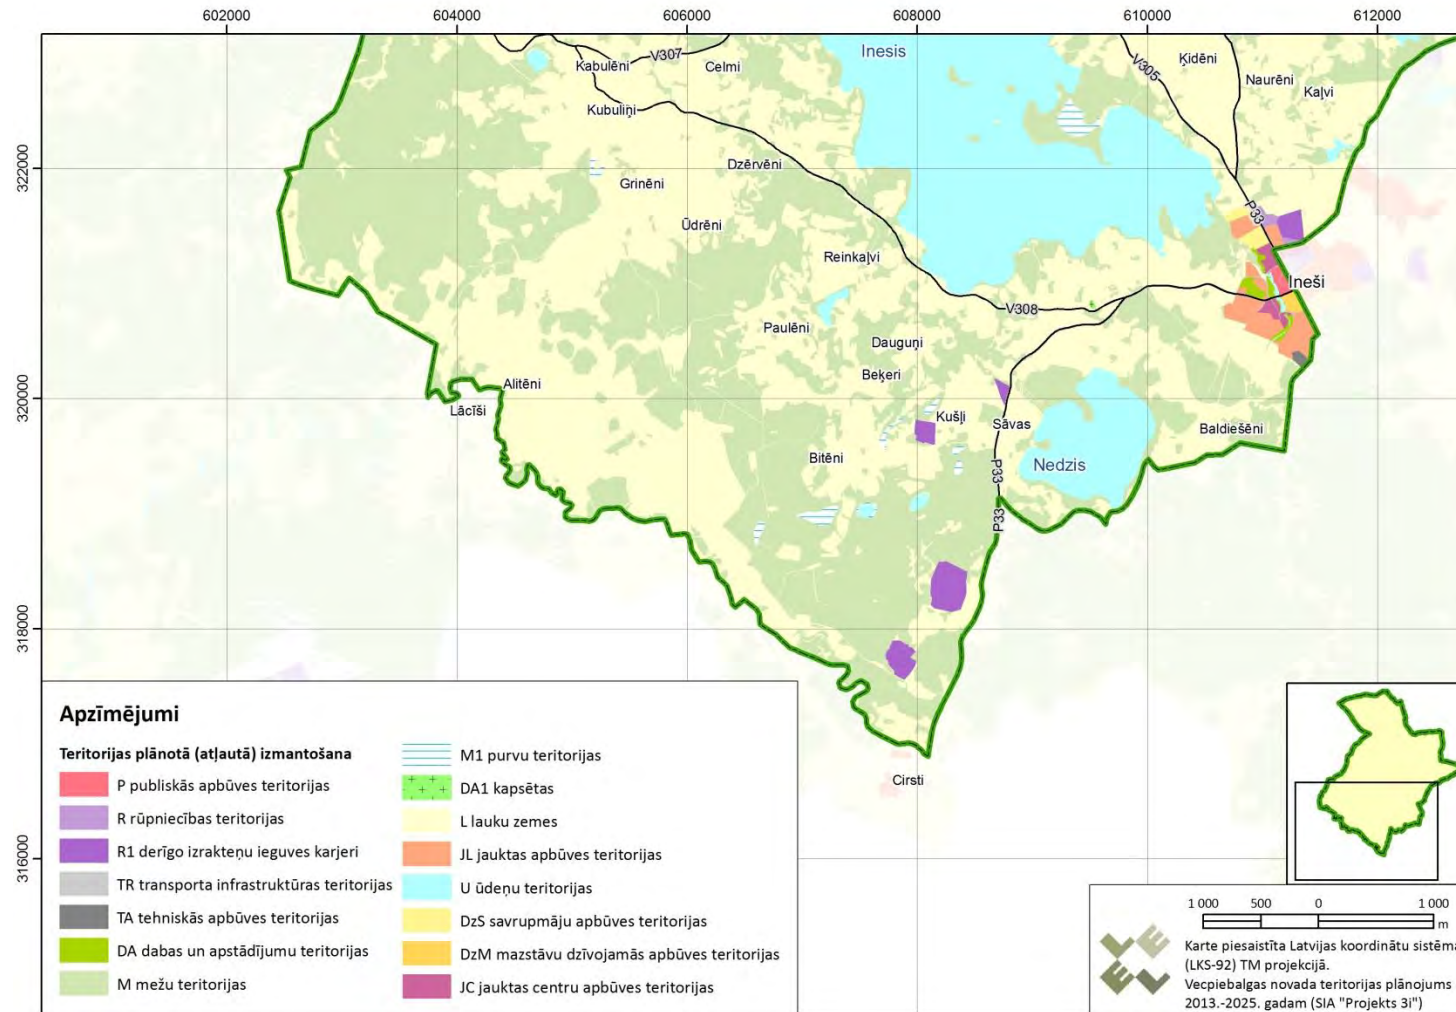 602000 604000 606000 608000 610000 612000
Inesis
V307
Kabulēni
Celmi
V305
Ķidēni
Naurēni
Kaļvi
Kubuliņi
322000
Dzērvēni
Grinēni
Ūdrēni
P33
Reinkaļvi
Ineši
V308
Paulēni
Dauguņi
Beķeri
Alitēni
320000
Lācīši
Kušļi
Sāvas
Baldiešēni
Bitēni
P33
Nedzis
P33
318000
Cirsti
316000
Apzīmējumi
Teritorijas plānotā (atļautā) izmantošana
P publiskās apbūves teritorijas
R rūpniecības teritorijas
R1 derīgo izrakteņu ieguves karjeri
TR transporta infrastruktūras teritorijas
TA tehniskās apbūves teritorijas
DA dabas un apstādījumu teritorijas
M mežu teritorijas
M1 purvu teritorijas
DA1 kapsētas
L lauku zemes
JL jauktas apbūves teritorijas
U ūdeņu teritorijas
DzS savrupmāju apbūves teritorijas
DzM mazstāvu dzīvojamās apbūves teritorijas
JC jauktas centru apbūves teritorijas
1 000 500 0 1 000
m
Karte piesaistīta Latvijas koordinātu sistēma
(LKS-92) TM projekcijā.
Vecpiebalgas novada teritorijas plānojums
2013.-2025. gadam (SIA "Projekts 3i")